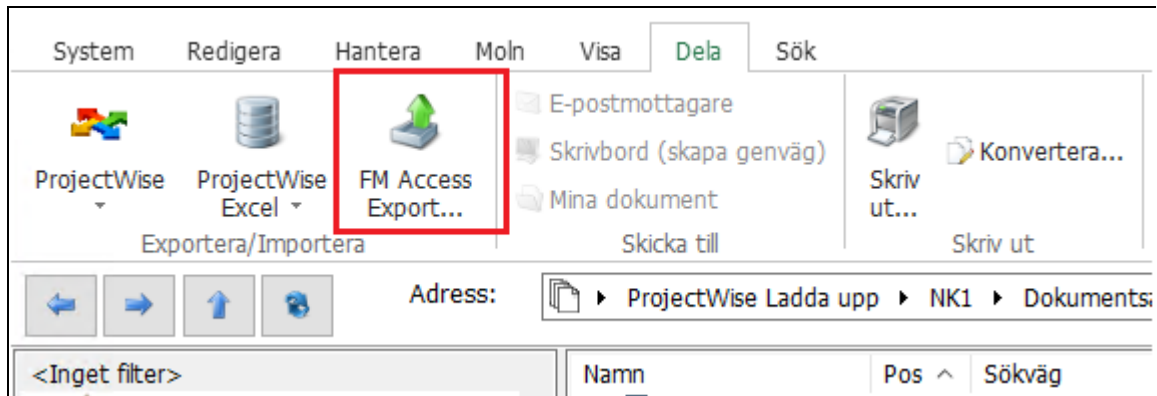 System Redigera Hantera Moln Visa Dela Sök
ProjectWise
ProjectWise
Excel
FM Access
Export...
Exportera/Importera
E-postmottagare
Skrivbord (skapa genväg)
Mina dokument
Skicka till
Skriv
ut...
Konvertera...
Skriv ut
Adress: ProjectWise Ladda upp NK1
<Inget filter>
Namn Pos Sökväg